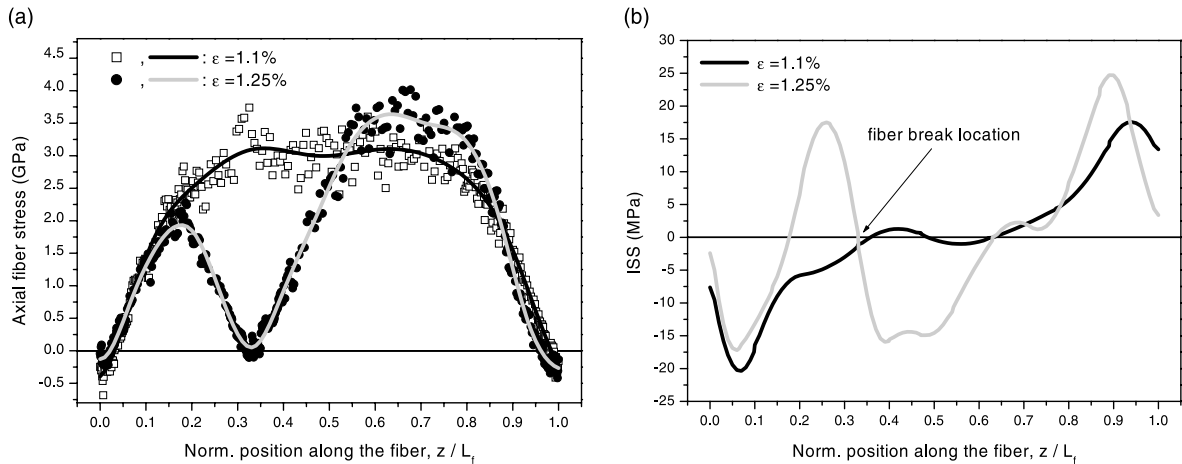 (a)
4.5
4.0
3.5
3.0
2.5
2.0
1.5
1.0
0.5
0.0
-0.5
Axial fiber stress (GPa)
, : ε =1.1%
, : ε =1.25%
0.0 0.1 0.2 0.3 0.4 0.5 0.6 0.7 0.8 0.9 1.0
Norm. position along the fiber, z / Lf
(b)
30
25
20
15
10
5
0
-5
-10
-15
-20
-25
ISS (MPa)
ε =1.1%
ε =1.25%
fiber break location
0.0 0.1 0.2 0.3 0.4 0.5 0.6 0.7 0.8 0.9 1.0
Norm. position along the fiber, z / Lf